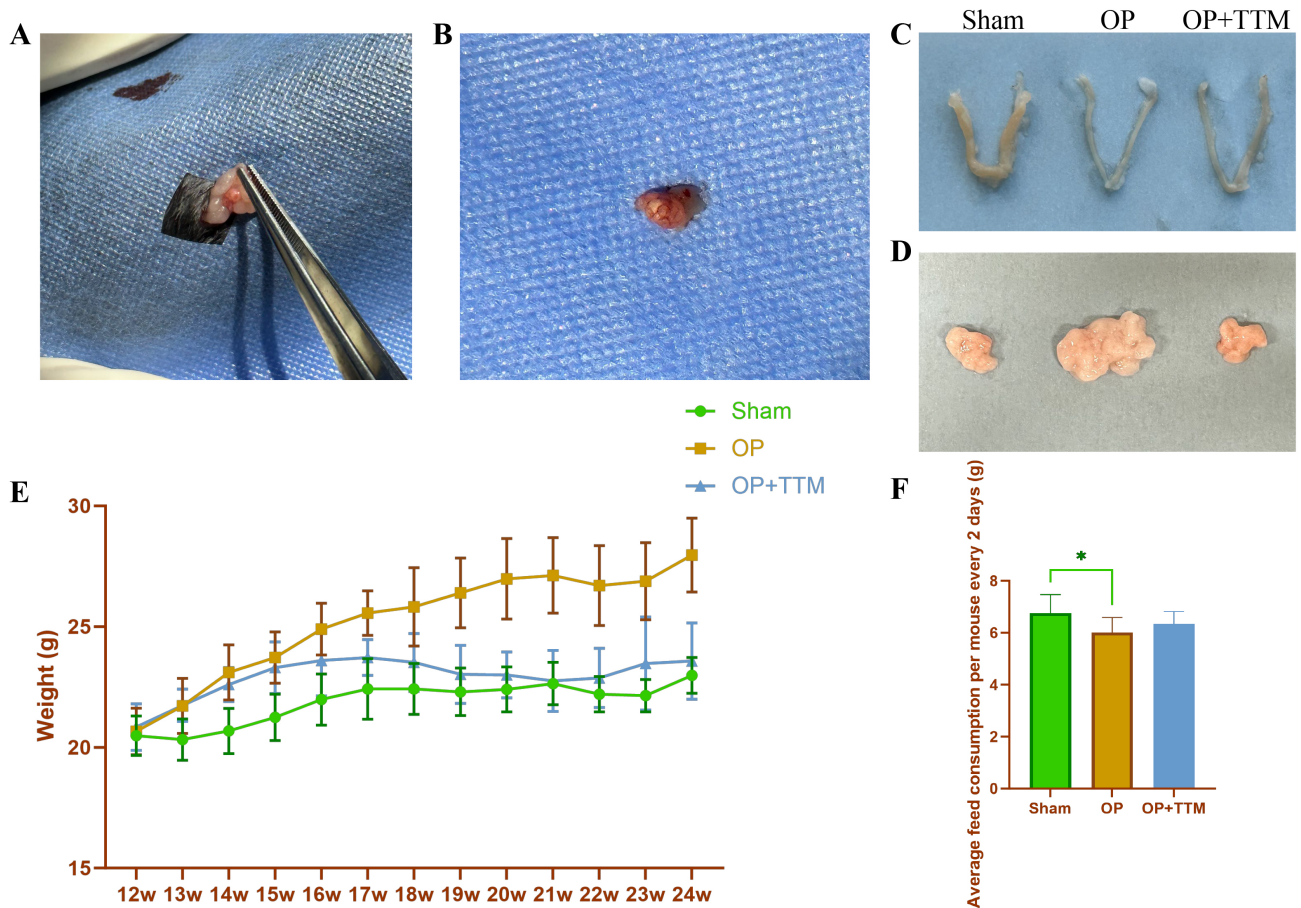 Sham OP OP+TTM
A
B
C
D
Sham
OP
OP+TTM
E
F
Weight (g)
30
25
20
15
12w 13w 14w 15w 16w 17w 18w 19w 20w 21w 22w 23w 24w
Average feed consumption per mouse every 2 days (g)
*
8
6
4
2
0
Sham OP OP+TTM